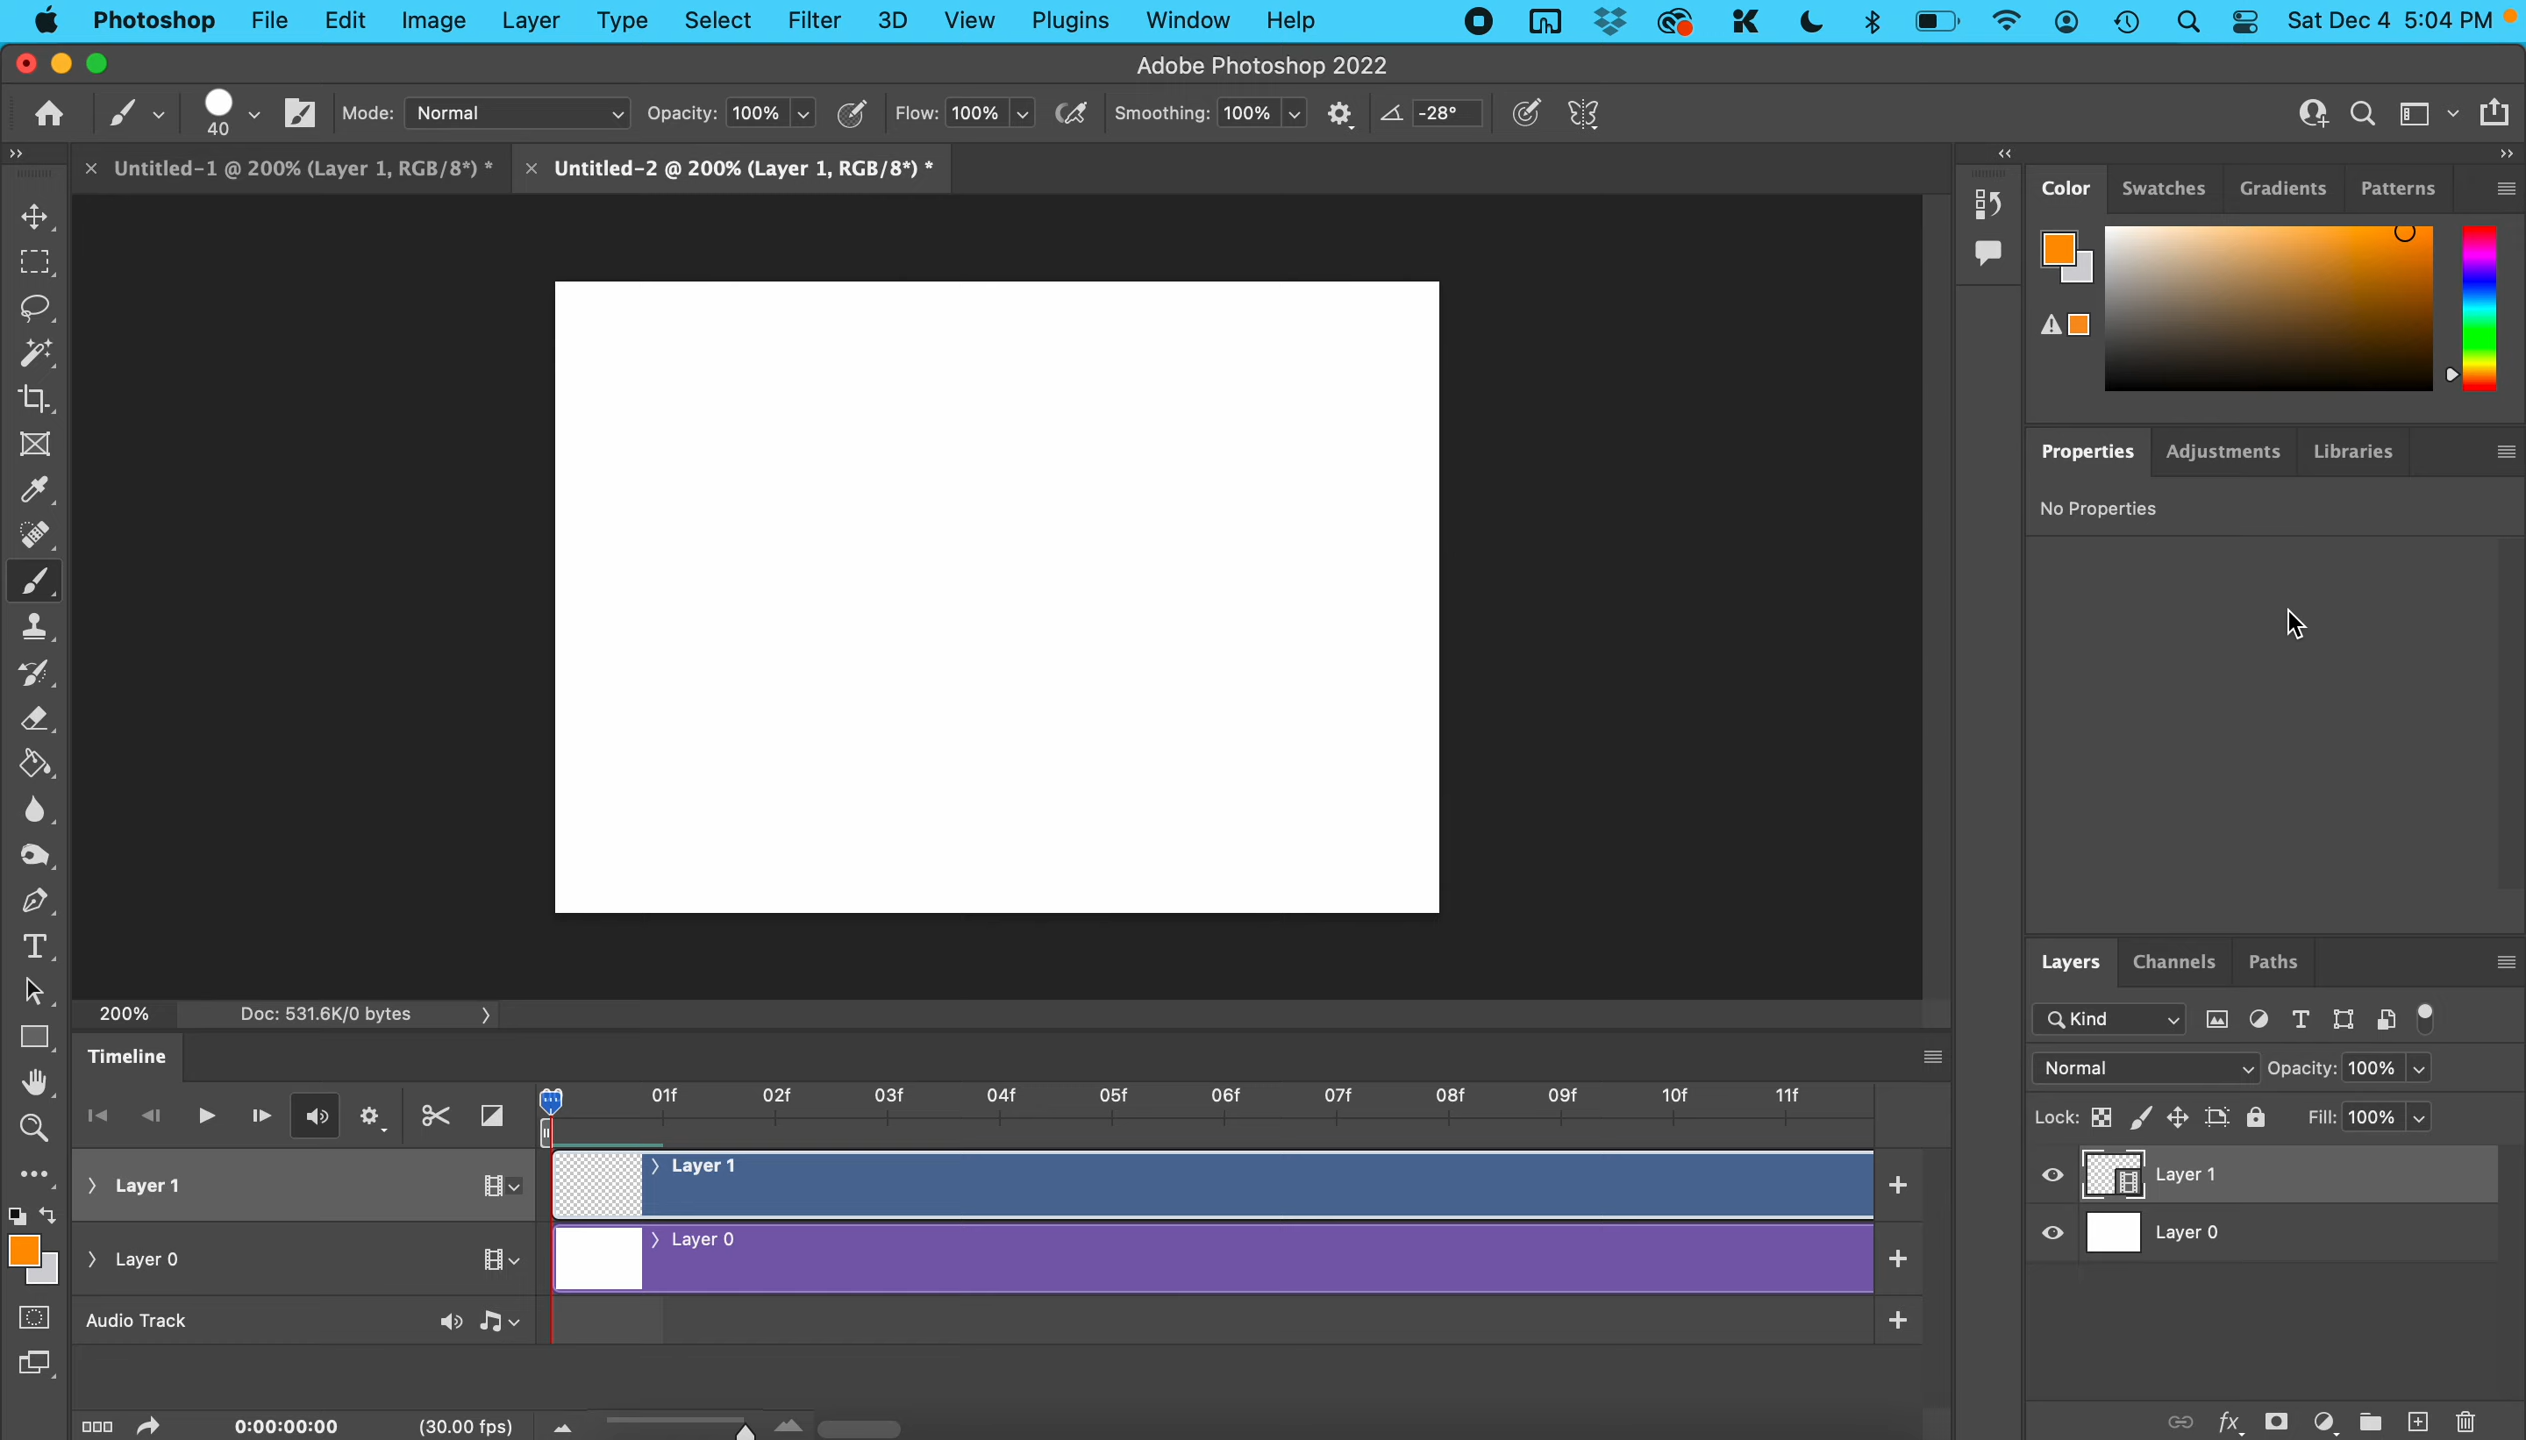 Photoshop File Edit Image Layer Type Select Filter 3D View Plugins Window Help Sat Dec 4 5:04 PM
Adobe Photoshop 2022
40 Mode: Normal Opacity: 100% Flow: 100% Smoothing: 100% -28°
Untitled-1 @ 200% (Layer 1, RGB/8*) * Untitled-2 @ 200% (Layer 1, RGB/8*) *
Color Swatches Gradients Patterns
Properties Adjustments Libraries
No Properties
Layers Channels Paths
200% Doc: 531.6K/0 bytes
Kind
Timeline
Normal Opacity: 100%
01f 02f 03f 04f 05f 06f 07f 08f 09f 10f 11f
Lock: Fill: 100%
Layer 1 Layer 1
Layer 1
Layer 0 Layer 0
Layer 0
Audio Track
0:00:00:00 (30.00 fps)